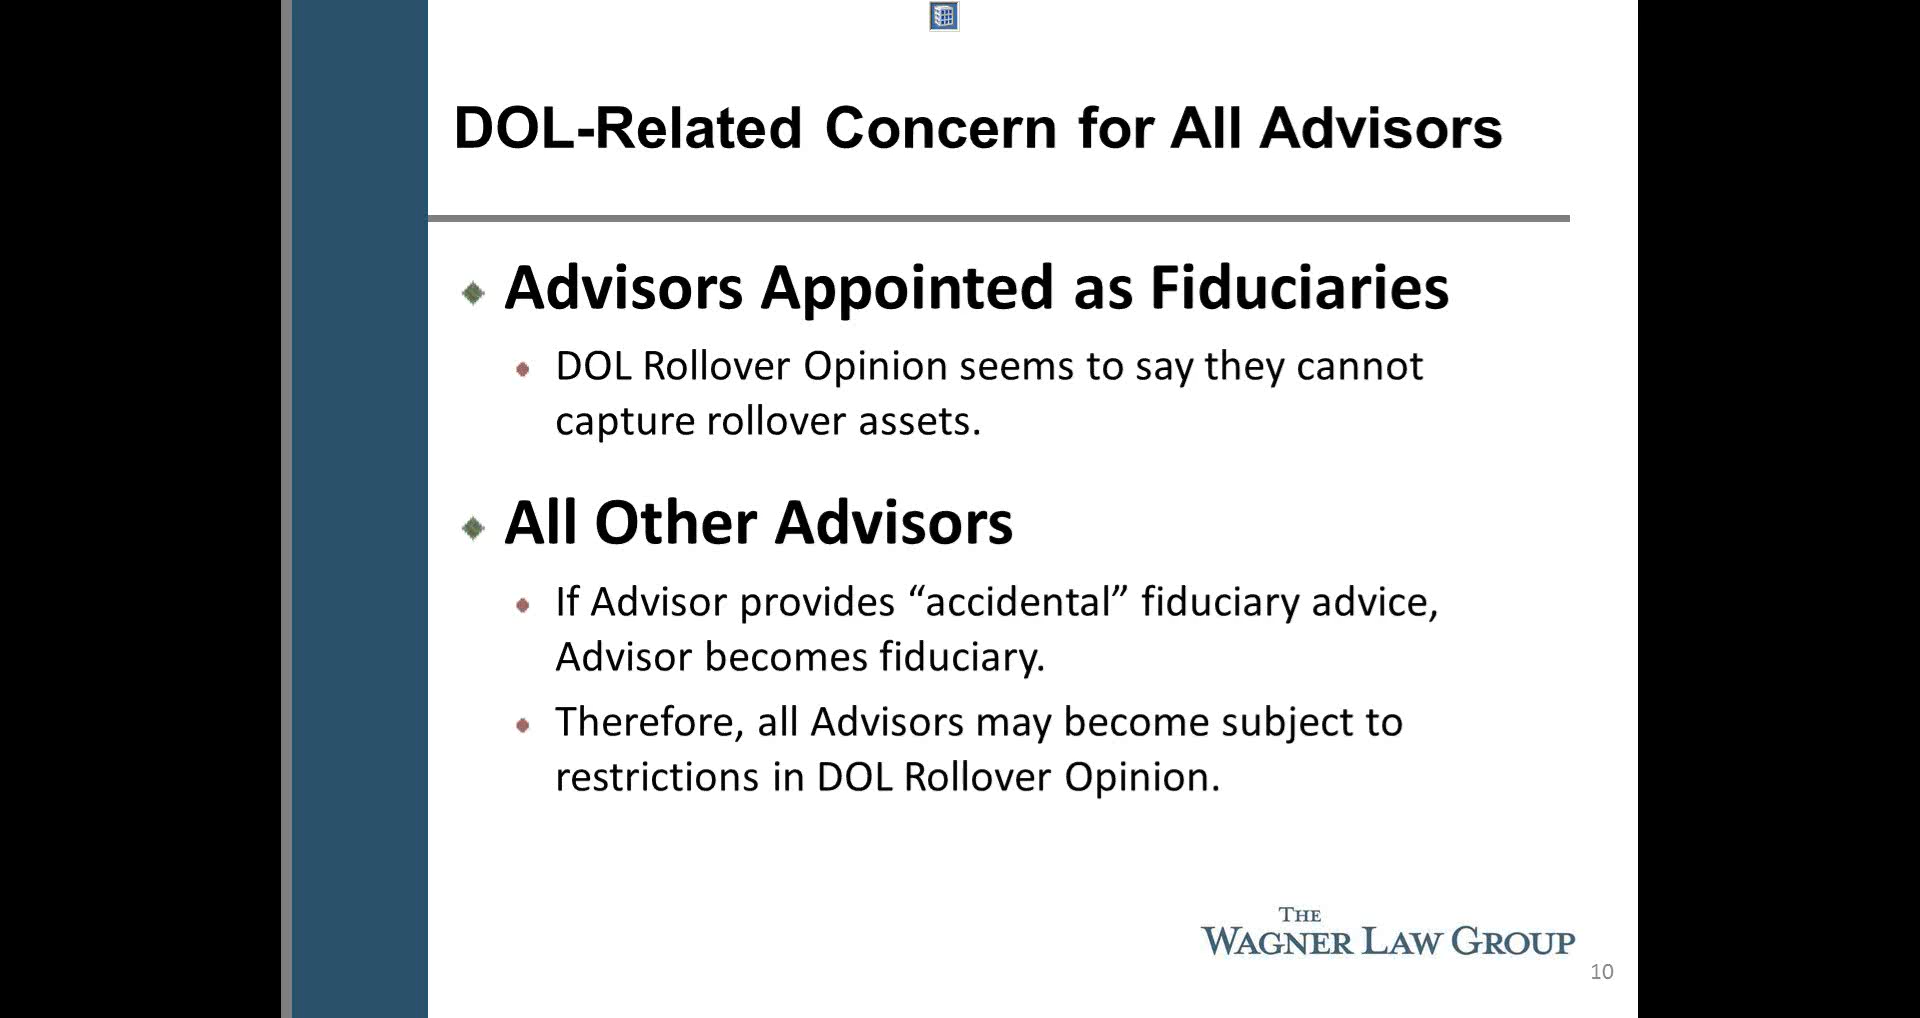 DOL-Related Concern for All Advisors
Advisors Appointed as Fiduciaries
DOL Rollover Opinion seems to say they cannot
capture rollover assets.
All Other Advisors
If Advisor provides “accidental” fiduciary advice,
Advisor becomes fiduciary.
Therefore, all Advisors may become subject to
restrictions in DOL Rollover Opinion.
THE
WAGNER LAW GROUP
10